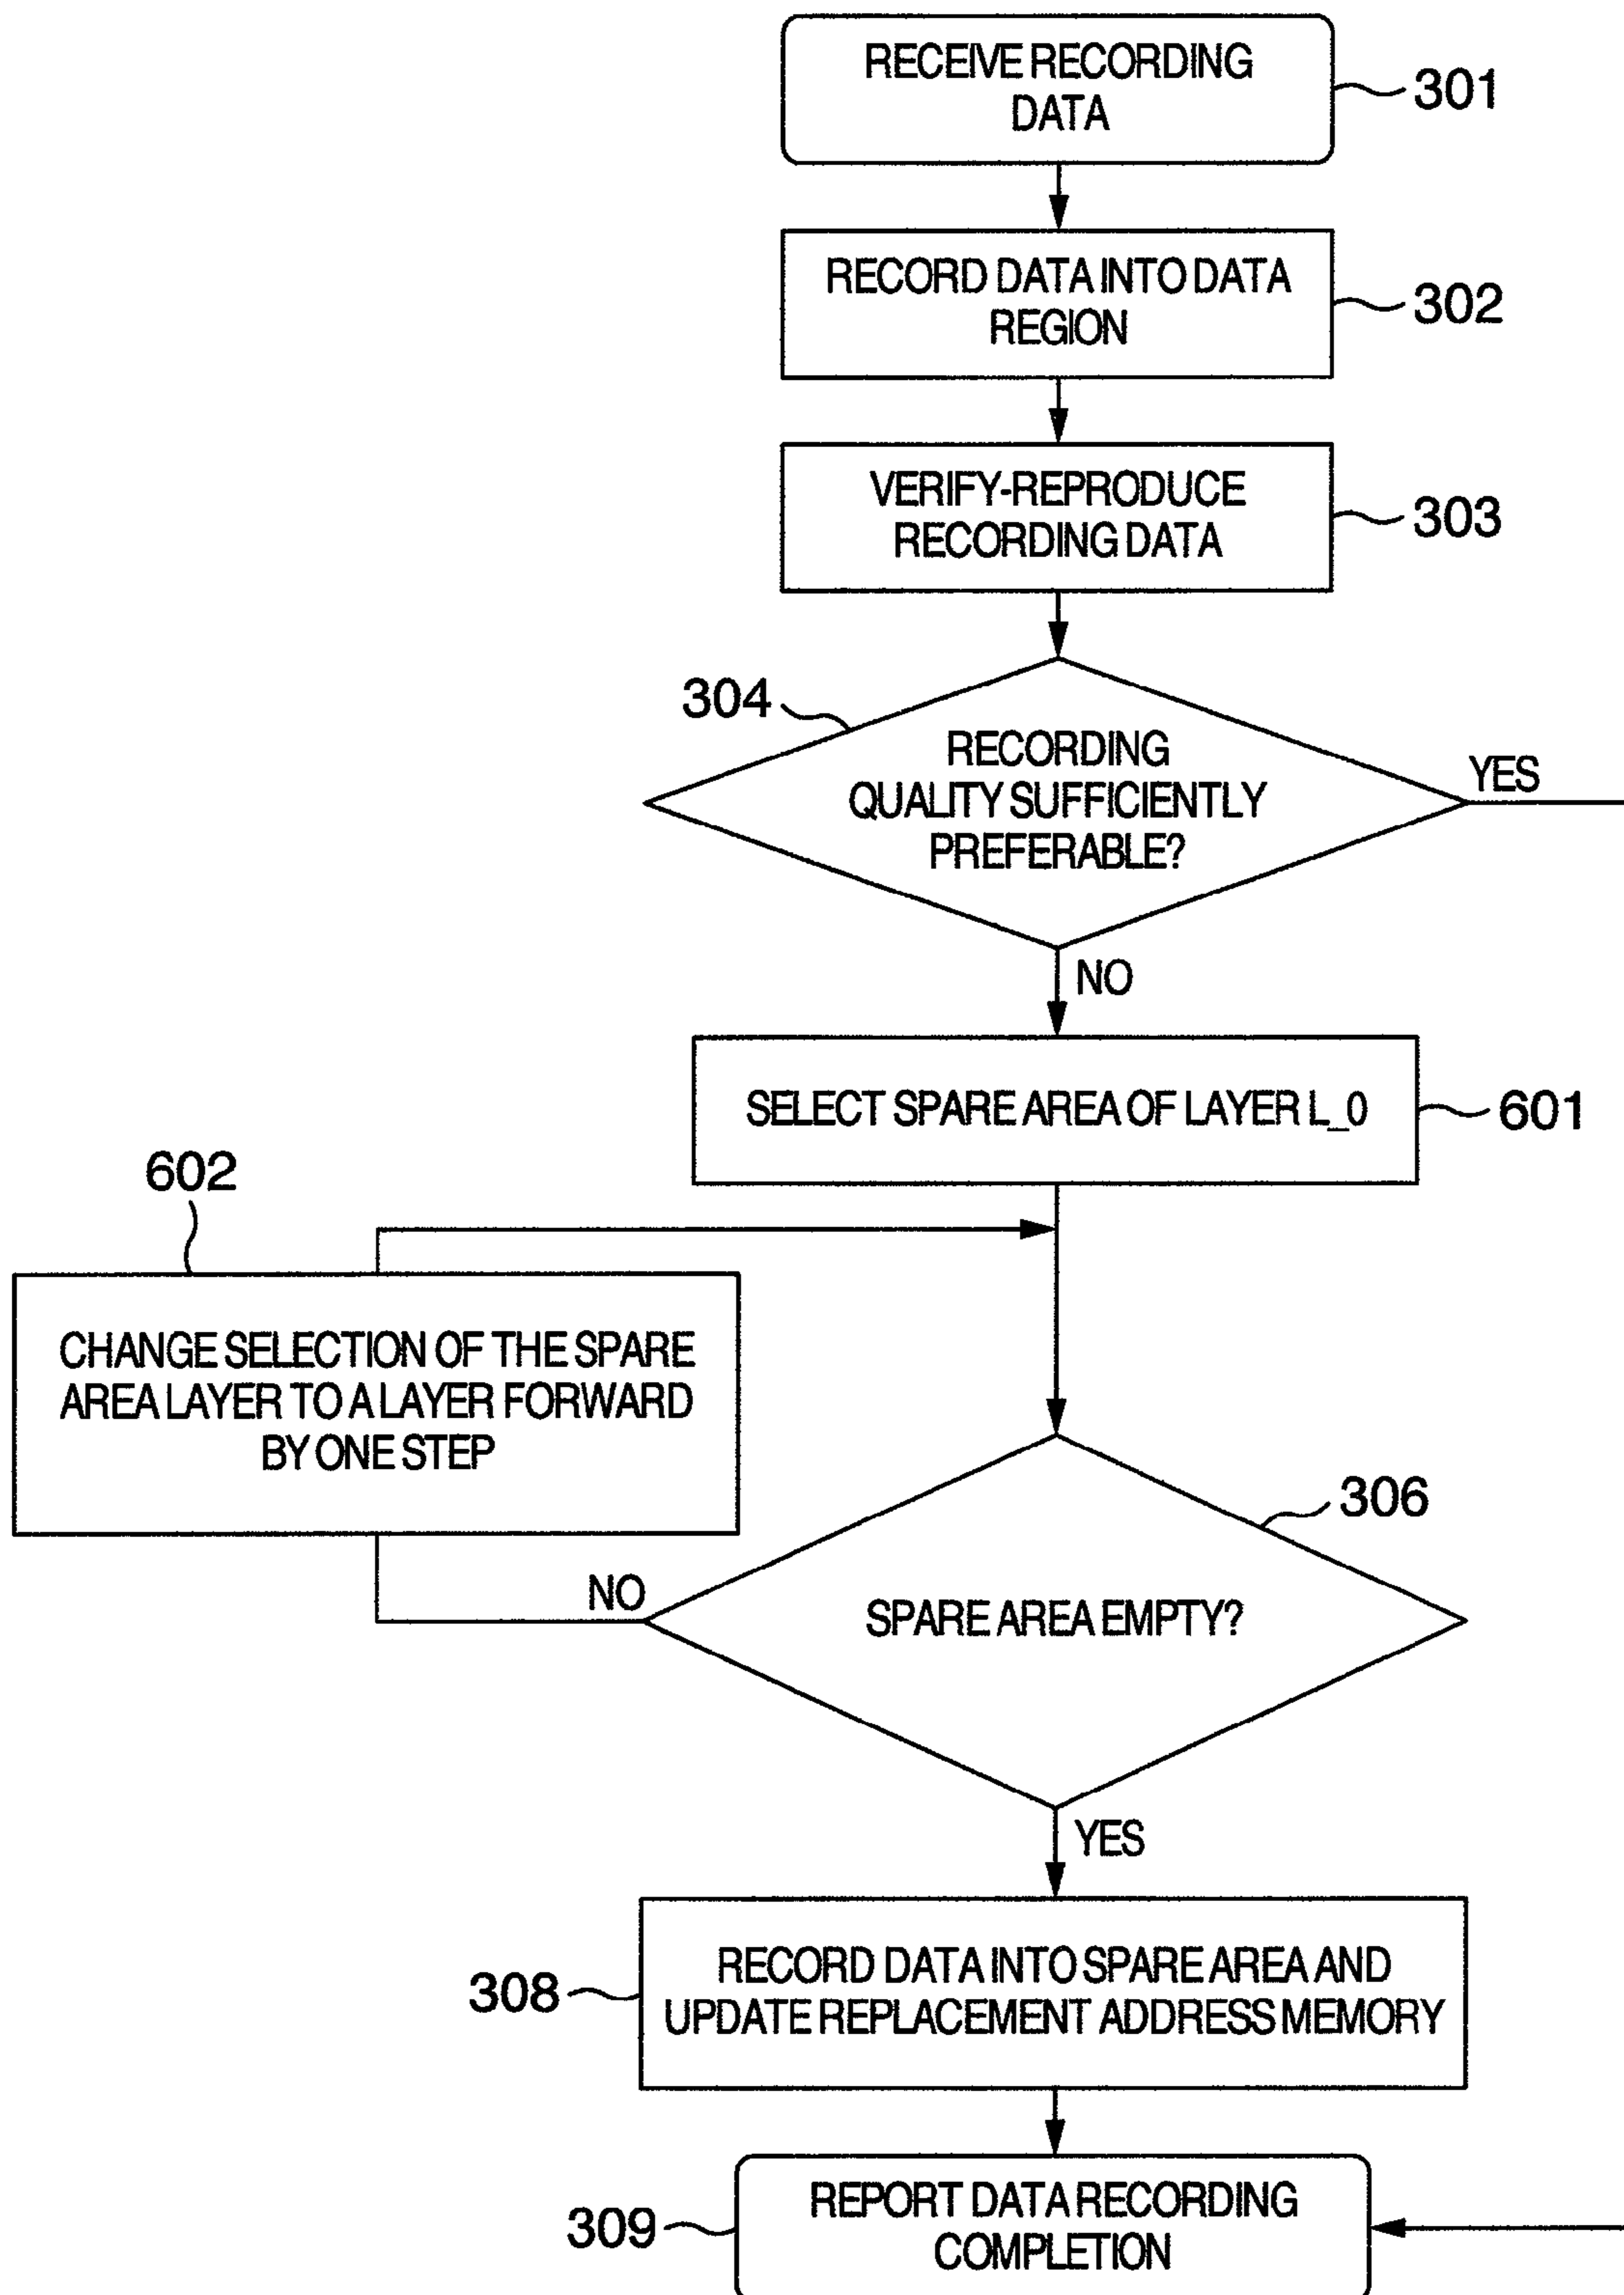 RECEIVE RECORDING
DATA
301
RECORD DATA INTO DATA
REGION
302
VERIFY-REPRODUCE
RECORDING DATA
303
304
RECORDING
QUALITY SUFFICIENTLY
PREFERABLE?
YES
NO
SELECT SPARE AREA OF LAYER L_0
601
602
CHANGE SELECTION OF THE SPARE
AREA LAYER TO A LAYER FORWARD
BY ONE STEP
306
NO
SPARE AREA EMPTY?
YES
RECORD DATA INTO SPARE AREA AND
UPDATE REPLACEMENT ADDRESS MEMORY
308
REPORT DATA RECORDING
COMPLETION
309